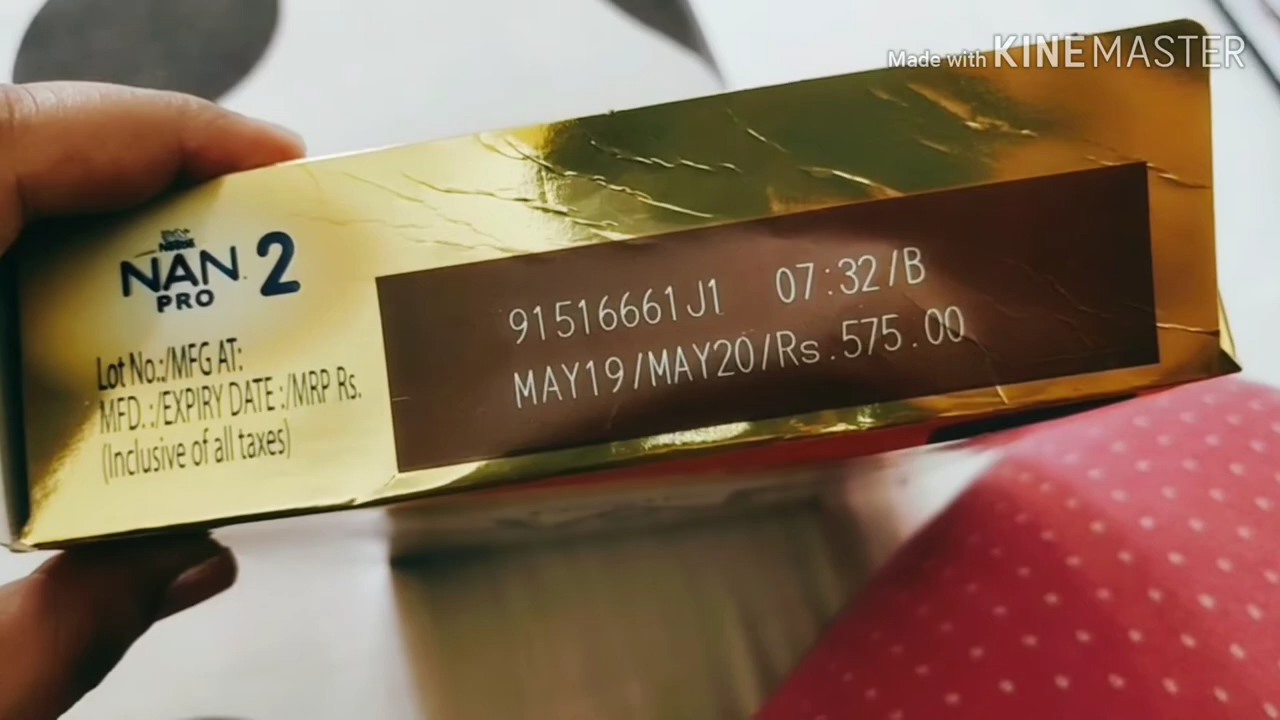 Made with KINEMASTER
Nestlé
NAN 2
PRO
Lot No.:/MFG AT:
MFD. :/EXPIRY DATE :/MRP Rs.
(Inclusive of all taxes)
91516661J1 07:32/B
MAY19/MAY20/Rs.575.00